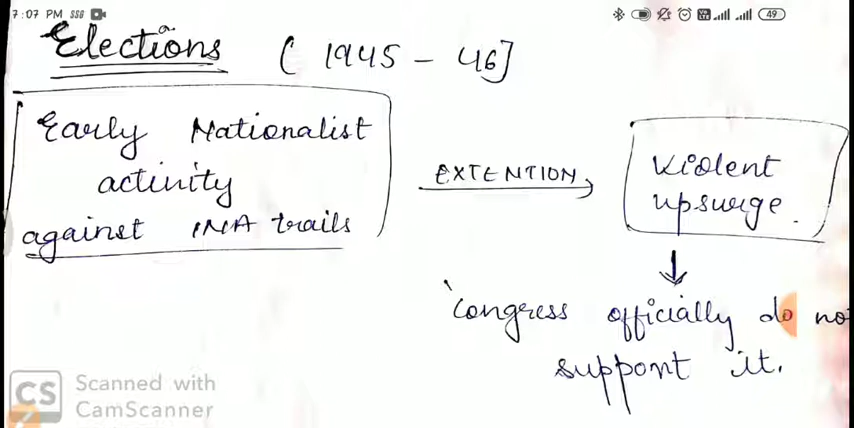 7:07 PM
49
Elections (1945 - 46]
Early Nationalist
activity
against INA trails
EXTENTION
Violent
upsurge.
Congress officially do not
support it.
CS
Scanned with
CamScanner